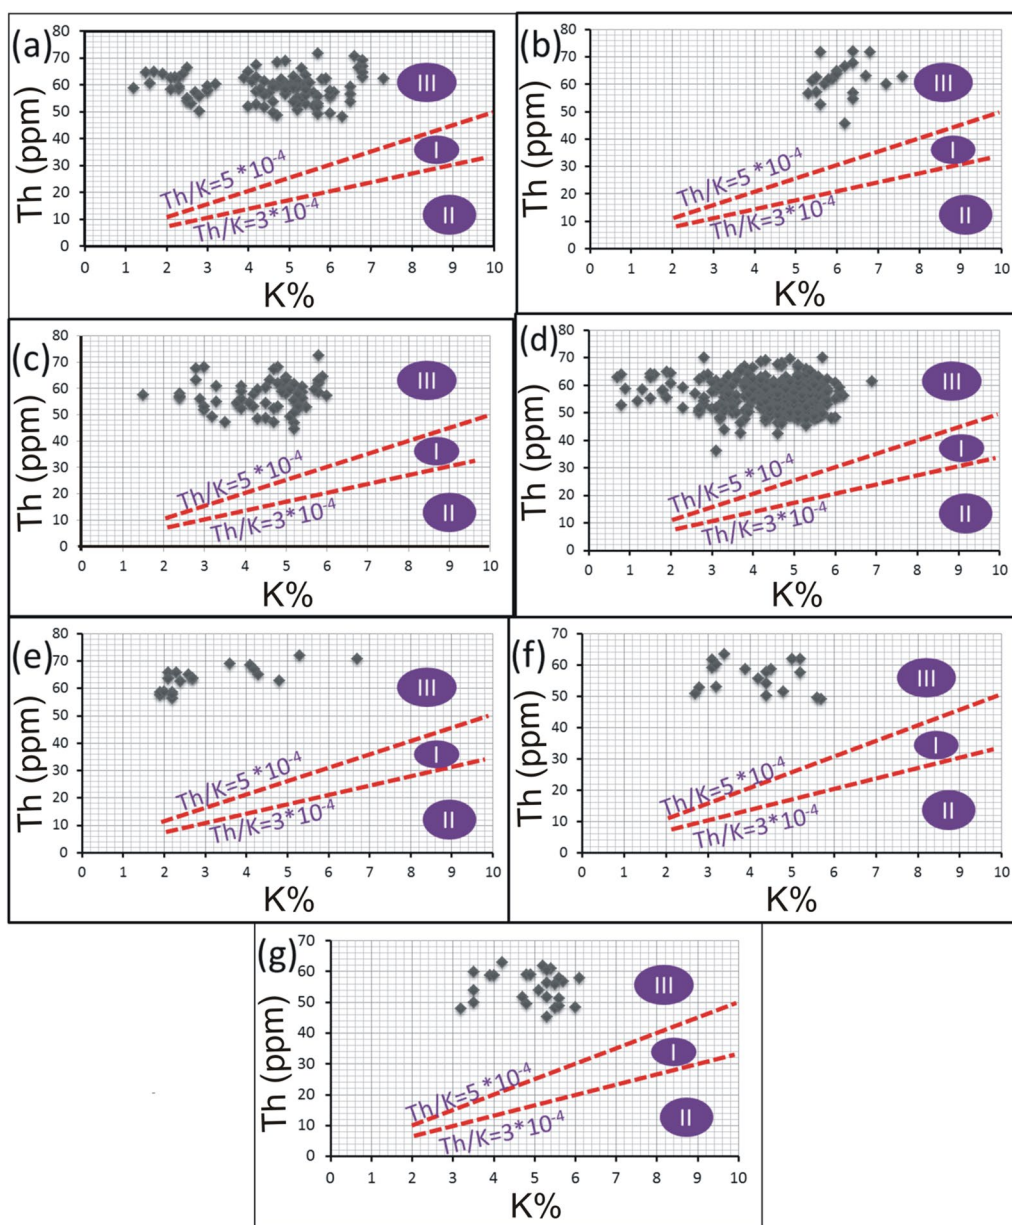 (a)
Th (ppm)
80
70
60
50
40
30
20
10
0
III
I
II
Th/K=5 *10-4
Th/K=3*10-4
0 1 2 3 4 5 6 7 8 9 10
K%
(b)
Th (ppm)
80
70
60
50
40
30
20
10
0
III
I
II
Th/K=5 *10-4
Th/K=3*10-4
0 1 2 3 4 5 6 7 8 9 10
K%
(c)
Th (ppm)
80
70
60
50
40
30
20
10
0
III
I
II
Th/K=5 *10-4
Th/K=3*10-4
0 1 2 3 4 5 6 7 8 9 10
K%
(d)
Th (ppm)
80
70
60
50
40
30
20
10
0
III
I
II
Th/K=5 *10-4
Th/K=3*10-4
0 1 2 3 4 5 6 7 8 9 10
K%
(e)
Th (ppm)
80
70
60
50
40
30
20
10
0
III
I
II
Th/K=5 *10-4
Th/K=3*10-4
0 1 2 3 4 5 6 7 8 9 10
K%
(f)
Th (ppm)
70
60
50
40
30
20
10
0
III
I
II
Th/K=5 *10-4
Th/K=3*10-4
0 1 2 3 4 5 6 7 8 9 10
K%
(g)
Th (ppm)
70
60
50
40
30
20
10
0
III
I
II
Th/K=5 *10-4
Th/K=3*10-4
0 1 2 3 4 5 6 7 8 9 10
K%